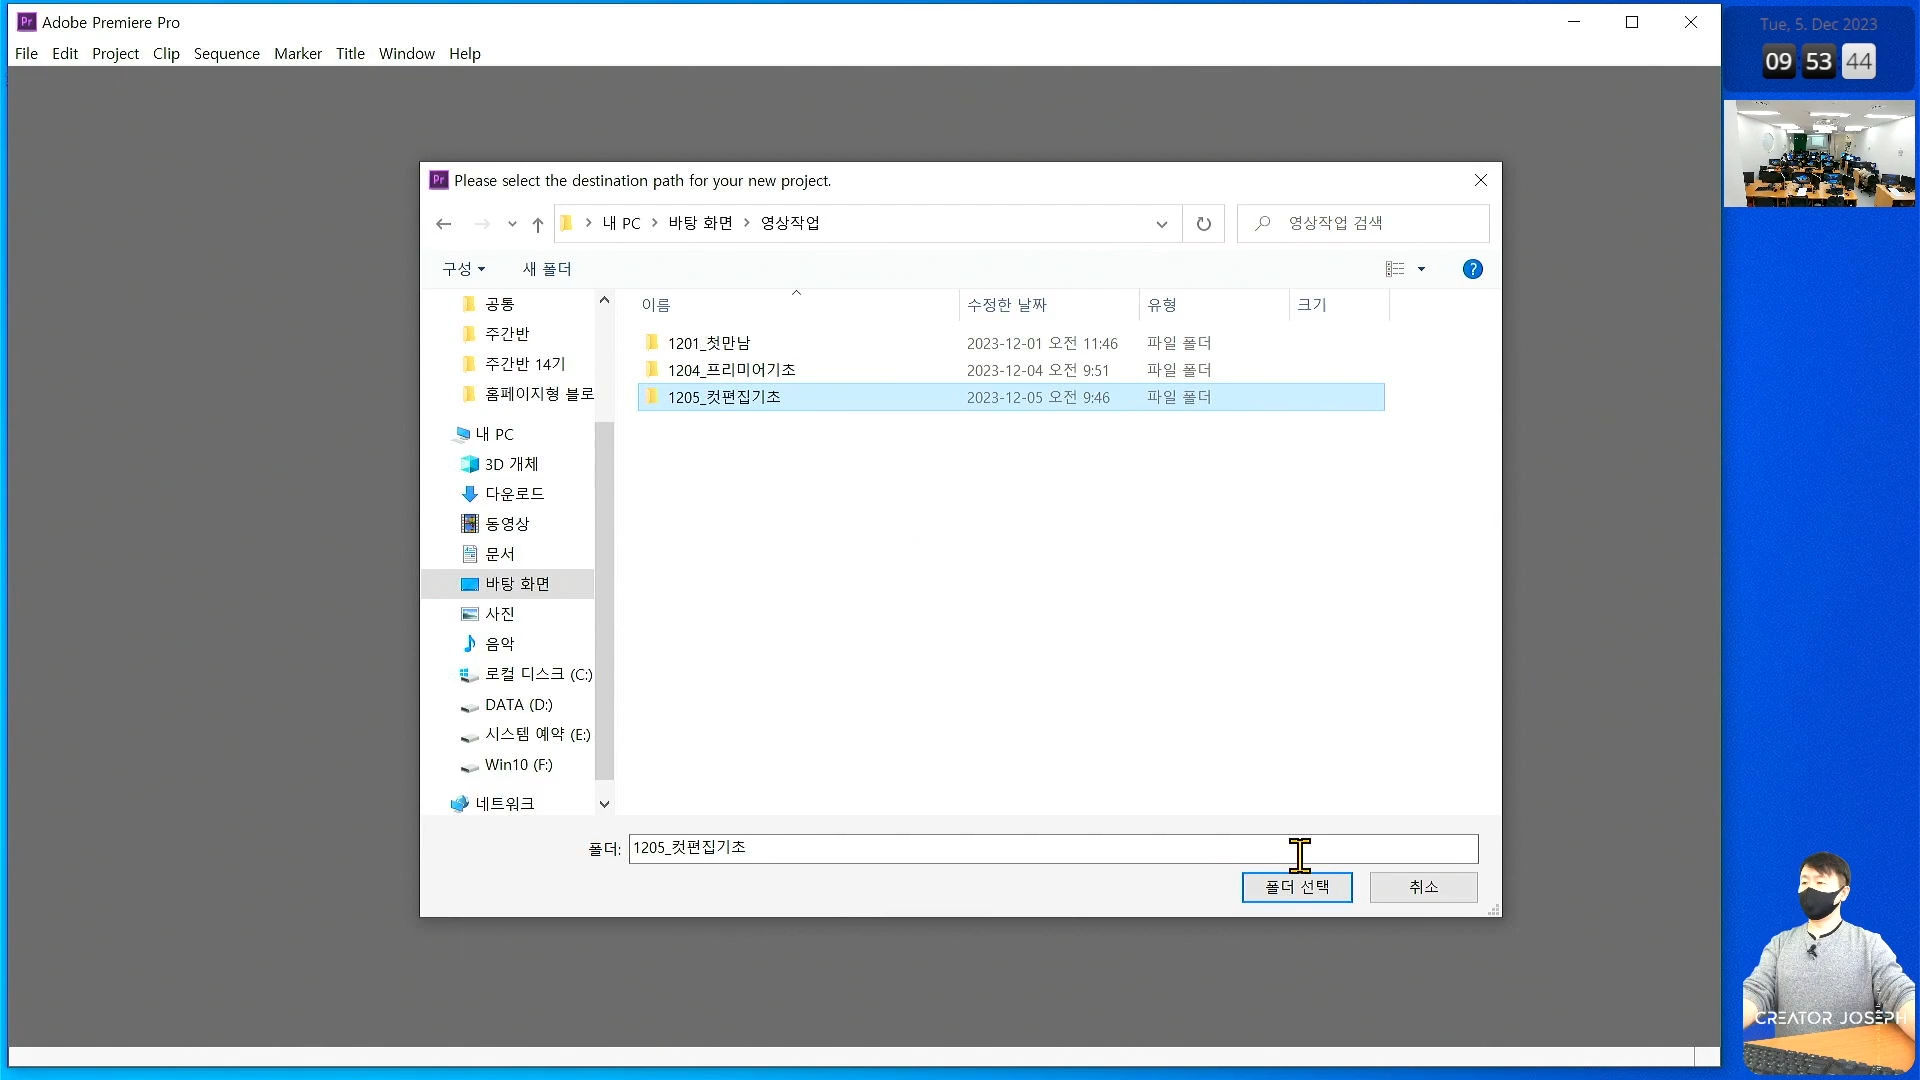 Adobe Premiere Pro
File Edit Project Clip Sequence Marker Title Window Help
Tue, 5. Dec 2023
09 53 44
Please select the destination path for your new project.
내 PC 바탕 화면 영상작업
영상작업 검색
구성 새 폴더
이름 수정한 날짜 유형 크기
1201_첫만남 2023-12-01 오전 11:46 파일 폴더
1204_프리미어기초 2023-12-04 오전 9:51 파일 폴더
1205_컷편집기초 2023-12-05 오전 9:46 파일 폴더
공통
주간반
주간반 14기
홈페이지형 블로
내 PC
3D 개체
다운로드
동영상
문서
바탕 화면
사진
음악
로컬 디스크 (C:)
DATA (D:)
시스템 예약 (E:)
Win10 (F:)
네트워크
폴더: 1205_컷편집기초
폴더 선택 취소
CREATOR JOSEPH